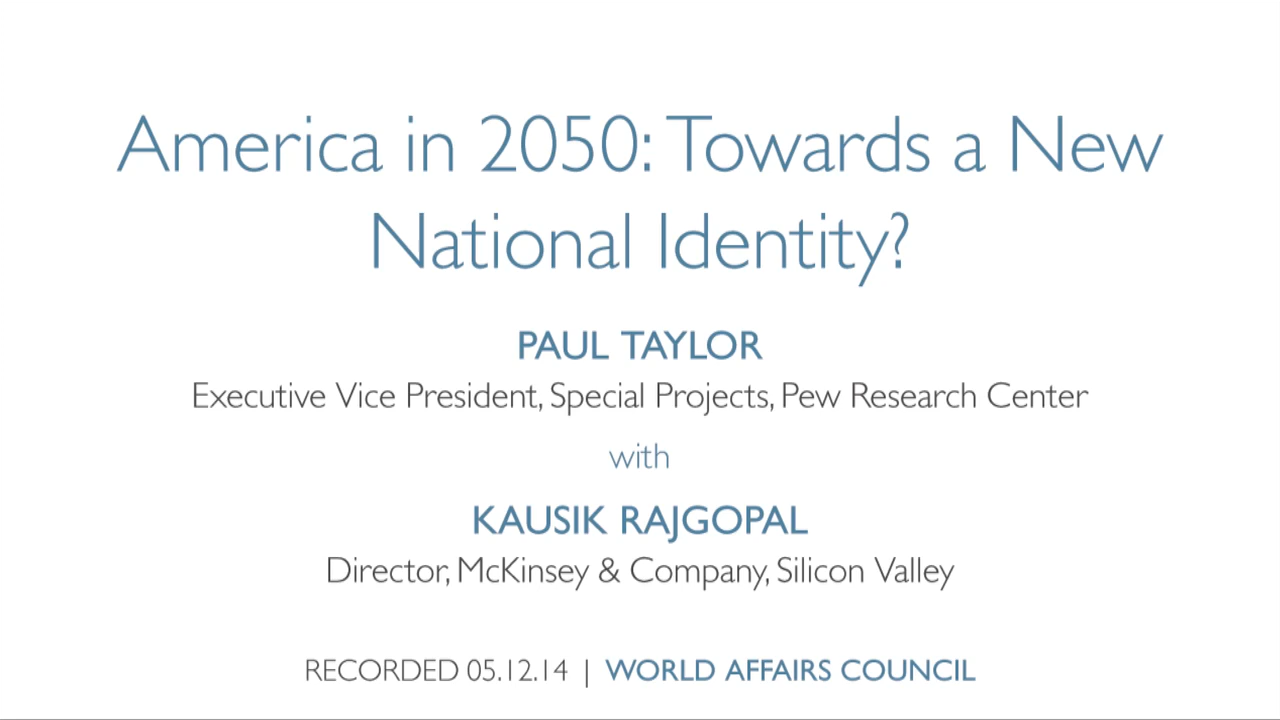 America in 2050: Towards a New
National Identity?
PAUL TAYLOR
Executive Vice President, Special Projects, Pew Research Center
with
KAUSIK RAJGOPAL
Director, McKinsey & Company, Silicon Valley
RECORDED 05.12.14 | WORLD AFFAIRS COUNCIL